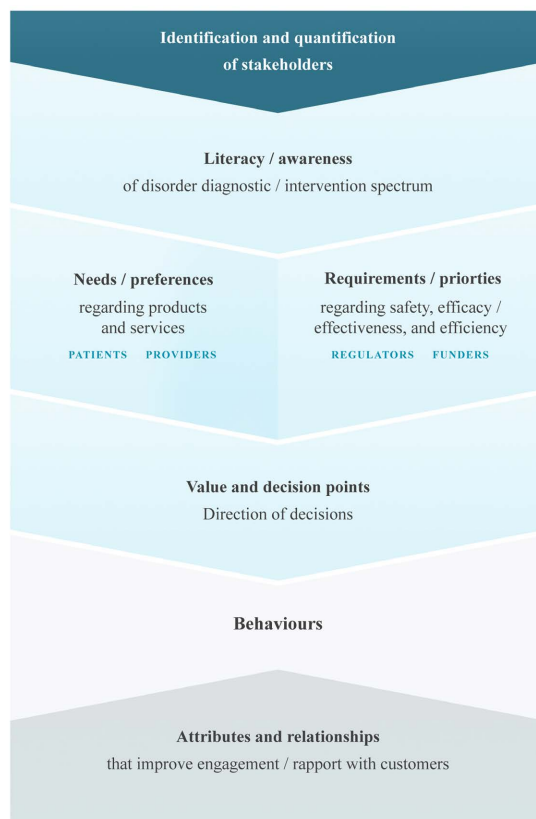 Identification and quantification
of stakeholders
Literacy / awareness
of disorder diagnostic / intervention spectrum
Needs / preferences
regarding products
and services
PATIENTS PROVIDERS
Requirements / priorties
regarding safety, efficacy /
effectiveness, and efficiency
REGULATORS FUNDERS
Value and decision points
Direction of decisions
Behaviours
Attributes and relationships
that improve engagement / rapport with customers